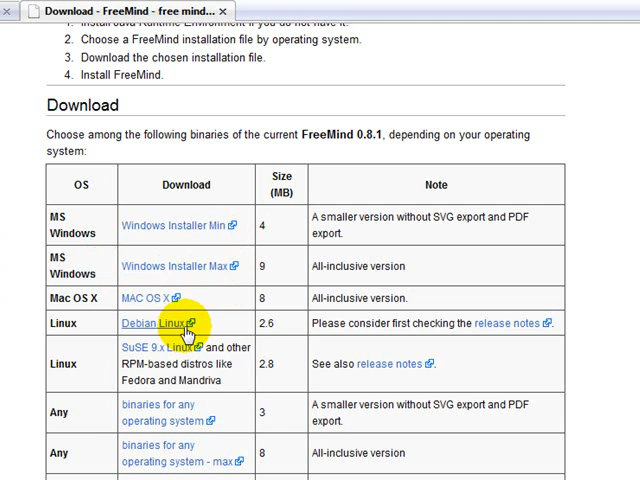 Download - FreeMind - free mind...
1. Install Java Runtime Environment if you do not have it.
2. Choose a FreeMind installation file by operating system.
3. Download the chosen installation file.
4. Install FreeMind.
Download
Choose among the following binaries of the current FreeMind 0.8.1, depending on your operating
system:
OS Download Size (MB) Note
MS Windows Windows Installer Min 4 A smaller version without SVG export and PDF export.
MS Windows Windows Installer Max 9 All-inclusive version
Mac OS X MAC OS X 8 All-inclusive version.
Linux Debian Linux 2.6 Please consider first checking the release notes.
Linux SuSE 9.x Linux and other RPM-based distros like Fedora and Mandriva 2.8 See also release notes.
Any binaries for any operating system 3 A smaller version without SVG export and PDF export.
Any binaries for any operating system - max 8 All-inclusive version